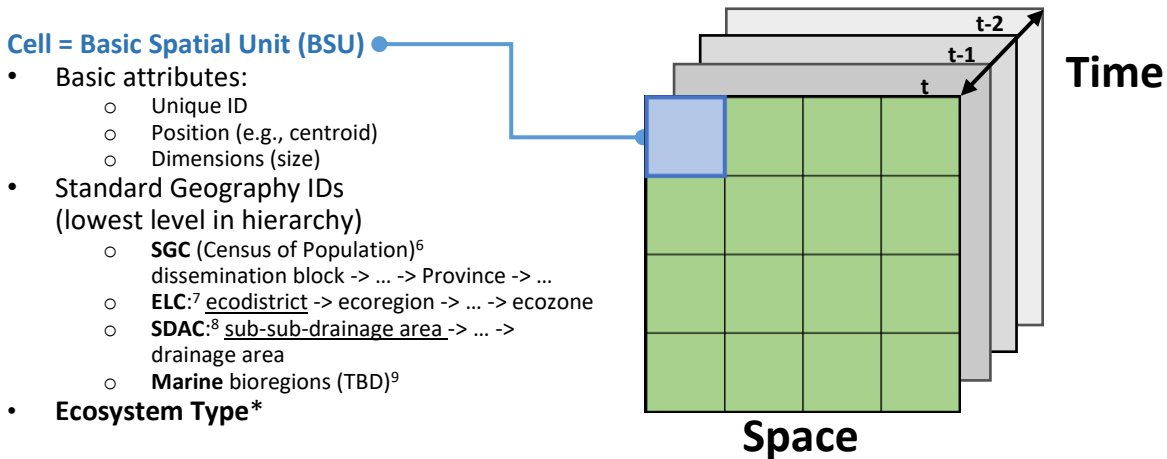 Cell = Basic Spatial Unit (BSU)
• Basic attributes:
o Unique ID
o Position (e.g., centroid)
o Dimensions (size)
• Standard Geography IDs
(lowest level in hierarchy)
o SGC (Census of Population)⁶
dissemination block -> ... -> Province -> ...
o ELC:⁷ ecodistrict -> ecoregion -> ... -> ecozone
o SDAC:⁸ sub-sub-drainage area -> ... ->
drainage area
o Marine bioregions (TBD)⁹
• Ecosystem Type*
t-2
t-1
t
Time
Space